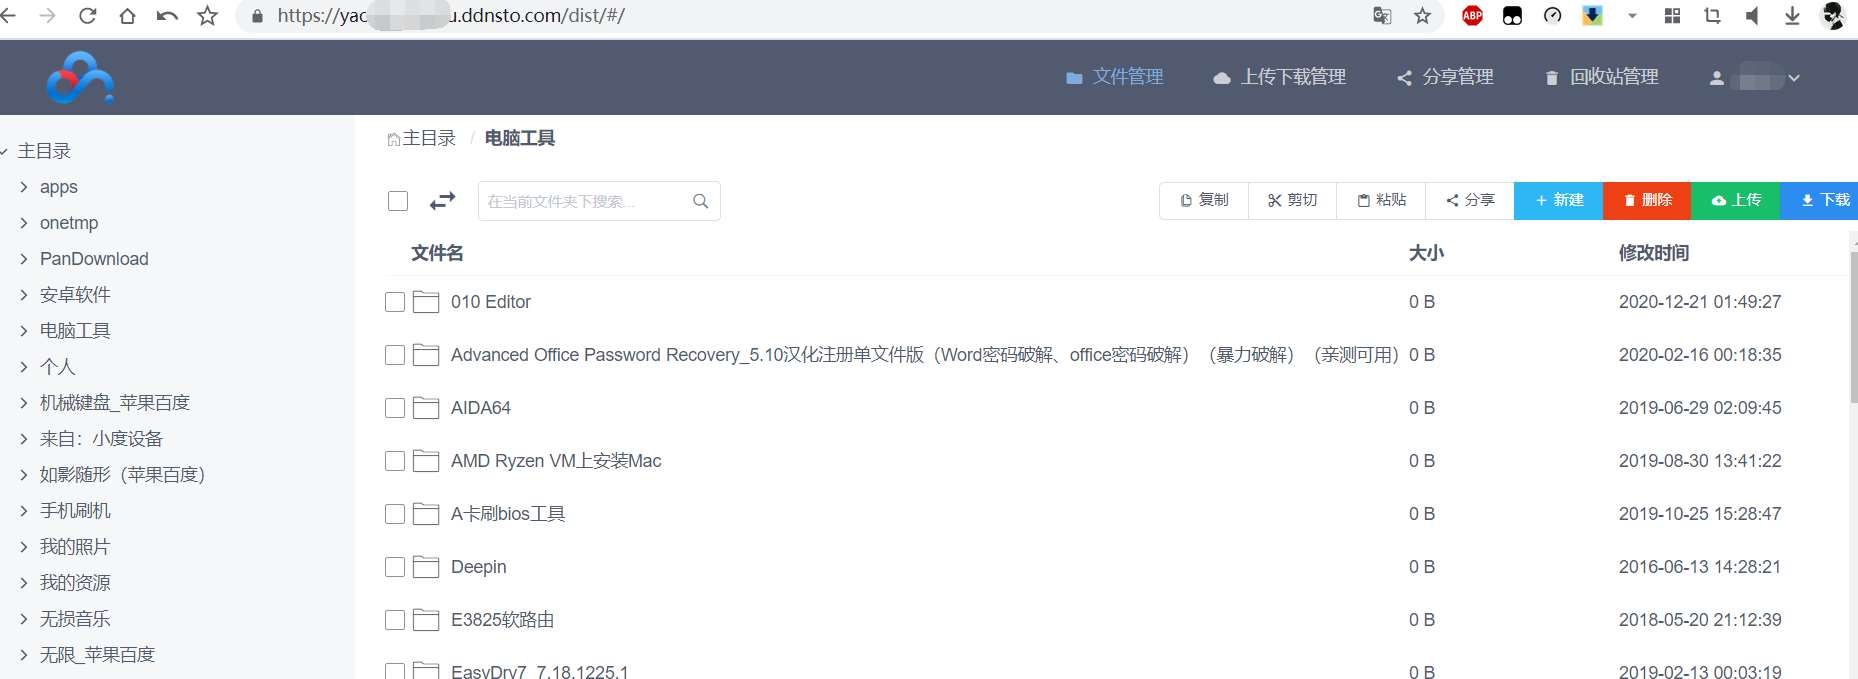 https://yao u.ddnsto.com/dist/#/
ABP
文件管理 上传下载管理 分享管理 回收站管理
主目录
apps
onetmp
PanDownload
安卓软件
电脑工具
个人
机械键盘_苹果百度
来自：小度设备
如影随形（苹果百度）
手机刷机
我的照片
我的资源
无损音乐
无限_苹果百度
主目录 / 电脑工具
在当前文件夹下搜索...
复制 剪切 粘贴 分享 新建 删除 上传 下载
文件名 大小 修改时间
010 Editor 0 B 2020-12-21 01:49:27
Advanced Office Password Recovery_5.10汉化注册单文件版（Word密码破解、office密码破解）（暴力破解）（亲测可用） 0 B 2020-02-16 00:18:35
AIDA64 0 B 2019-06-29 02:09:45
AMD Ryzen VM上安装Mac 0 B 2019-08-30 13:41:22
A卡刷bios工具 0 B 2019-10-25 15:28:47
Deepin 0 B 2016-06-13 14:28:21
E3825软路由 0 B 2018-05-20 21:12:39
EasyDrv7_7.18.1225.1 0 B 2019-02-13 00:03:19